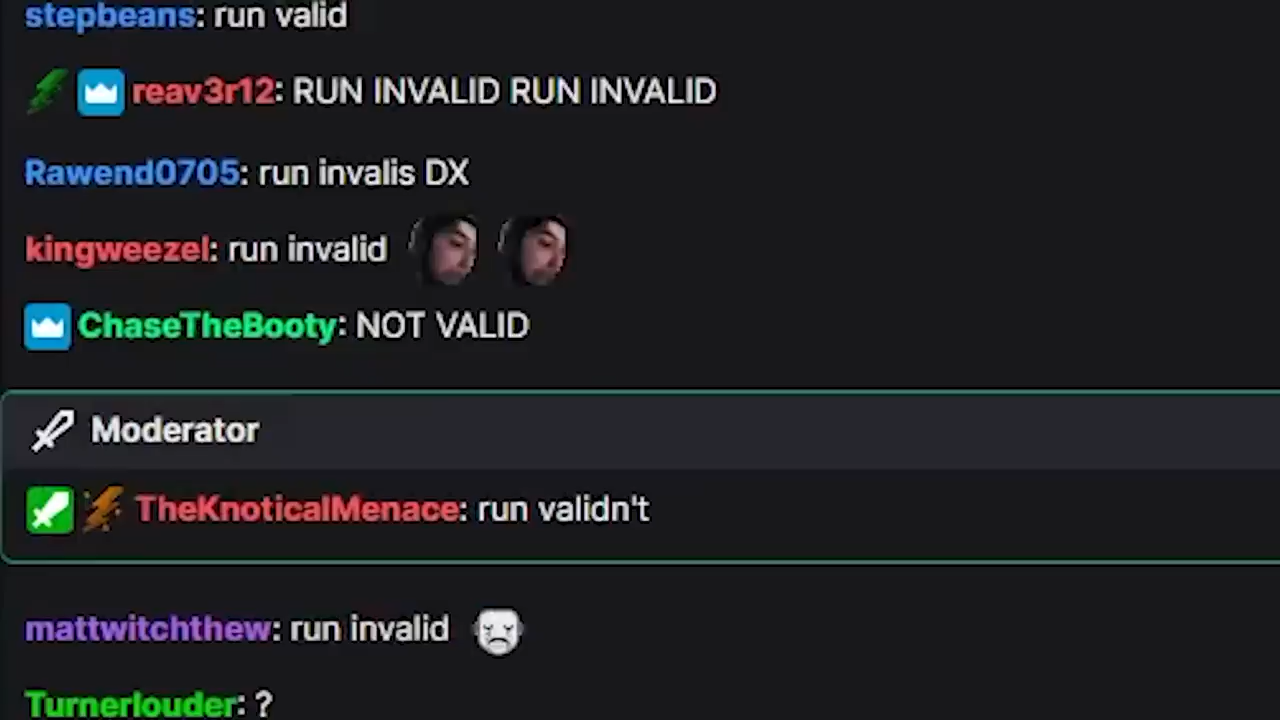 stepbeans: run valid
reav3r12: RUN INVALID RUN INVALID
Rawend0705: run invalis DX
kingweezel: run invalid
ChaseTheBooty: NOT VALID
Moderator
TheKnoticalMenace: run validn't
mattwitchthew: run invalid
Turnerlouder: ?